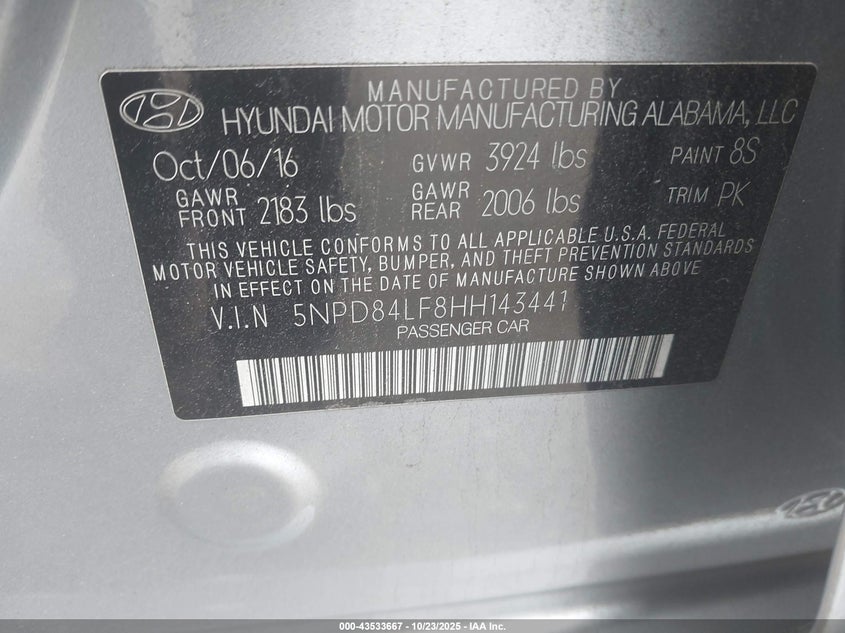 MANUFACTURED BY
HYUNDAI MOTOR MANUFACTURING ALABAMA, LLC
Oct/06/16 GVWR 3924 lbs PAINT 8S
GAWR FRONT 2183 lbs GAWR REAR 2006 lbs TRIM PK
THIS VEHICLE CONFORMS TO ALL APPLICABLE U.S.A. FEDERAL
MOTOR VEHICLE SAFETY, BUMPER, AND THEFT PREVENTION STANDARDS
IN EFFECT ON THE DATE OF MANUFACTURE SHOWN ABOVE
V.I.N 5NPD84LF8HH143441
PASSENGER CAR
000-43533667 - 10/23/2025 - IAA Inc.